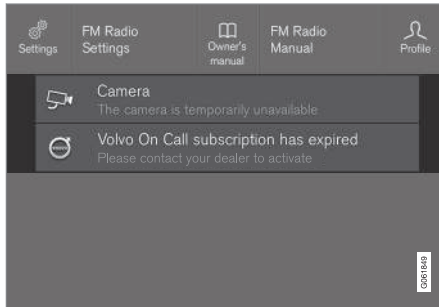 Settings
FM Radio
Settings
Owner's
manual
FM Radio
Manual
Profile
Camera
The camera is temporarily unavailable
Volvo On Call subscription has expired
Please contact your dealer to activate
G061849